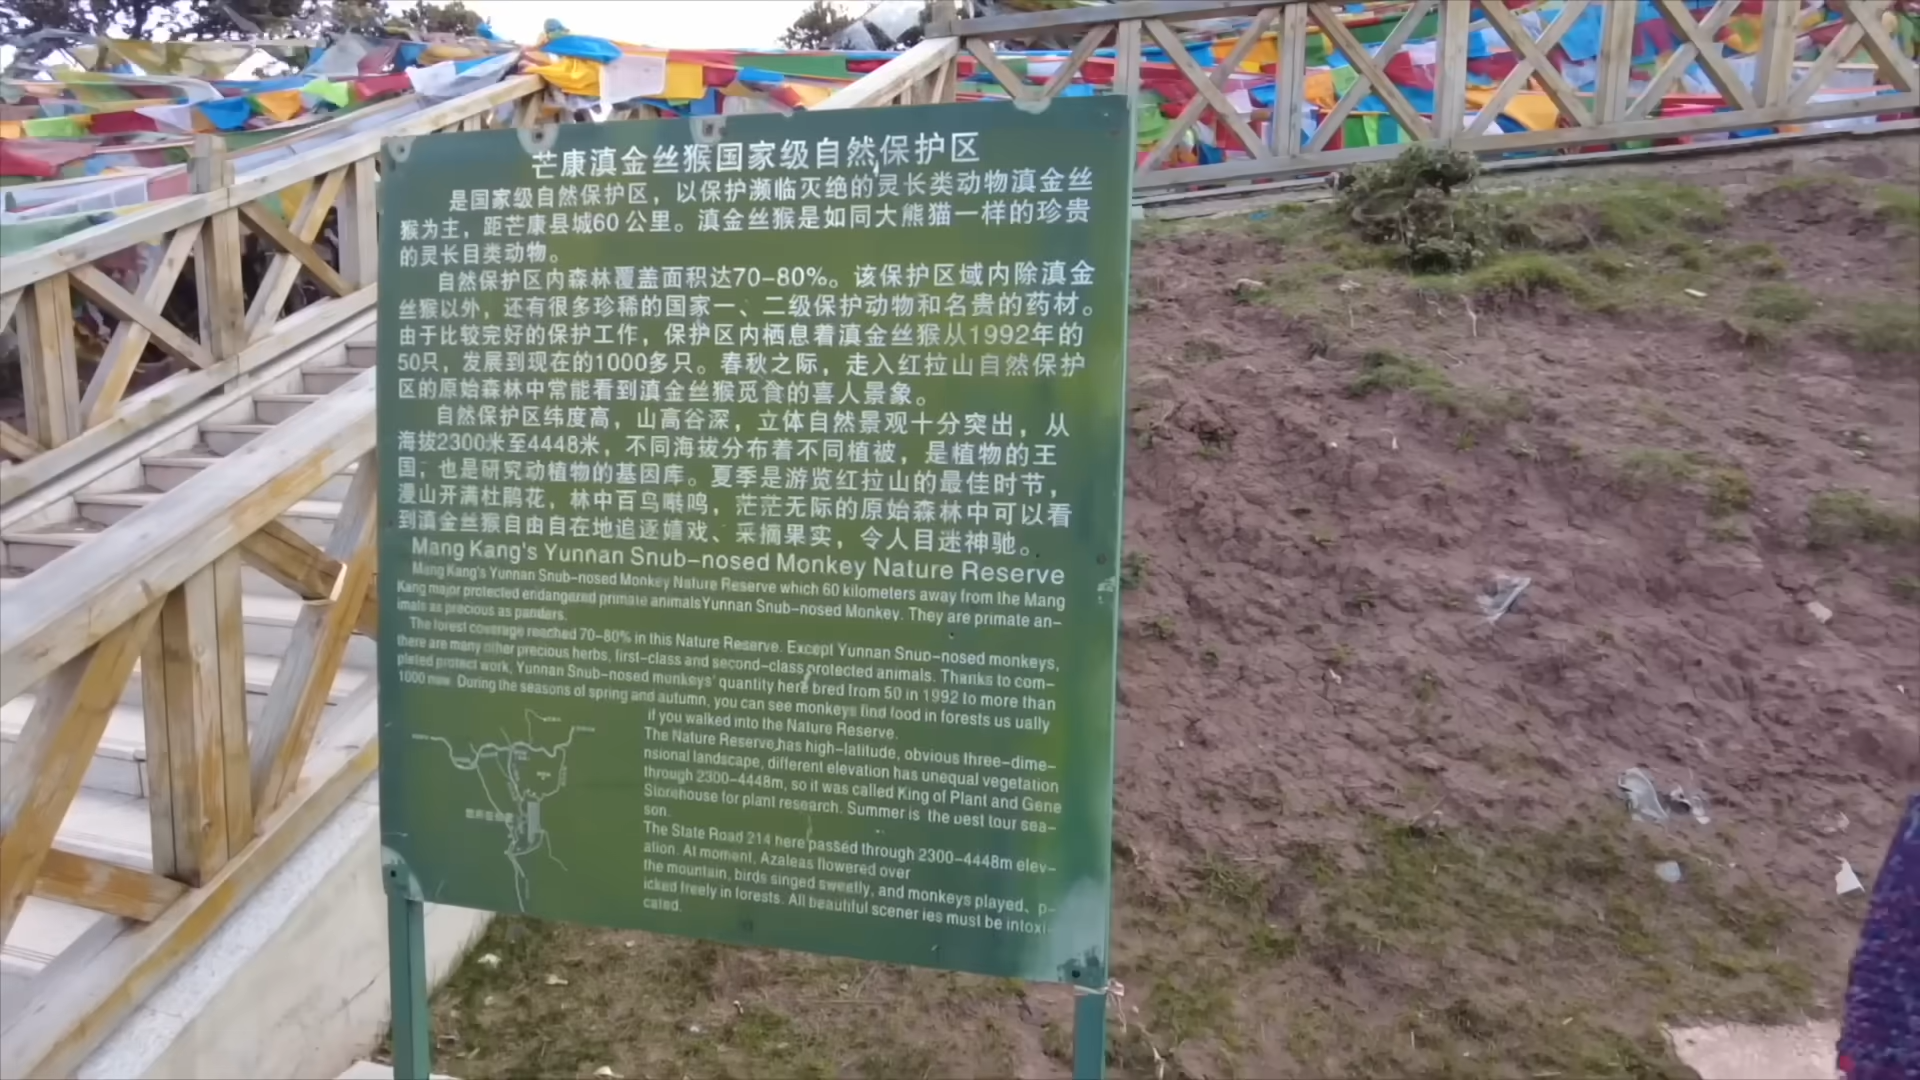 芒康滇金丝猴国家级自然保护区
是国家级自然保护区，以保护濒临灭绝的灵长类动物滇金丝
猴为主，距芒康县城60 公里。滇金丝猴是如同大熊猫一样的珍贵
的灵长目类动物。
自然保护区内森林覆盖面积达70-80%。该保护区域内除滇金
丝猴以外，还有很多珍稀的国家一、二级保护动物和名贵的药材。
由于比较完好的保护工作，保护区内栖息着滇金丝猴从1992年的
50只，发展到现在的1000多只。春秋之际，走入红拉山自然保护
区的原始森林中常能看到滇金丝猴觅食的喜人景象。
自然保护区纬度高，山高谷深，立体自然景观十分突出，从
海拔2300米至4448米，不同海拔分布着不同植被，是植物的王
国，也是研究动植物的基因库。夏季是游览红拉山的最佳时节，
漫山开满杜鹃花，林中百鸟啭鸣，茫茫无际的原始森林中可以看
到滇金丝猴自由自在地追逐嬉戏、采摘果实，令人目迷神驰。
Mang Kang's Yunnan Snub-nosed Monkey Nature Reserve
Mang Kang's Yunnan Snub-nosed Monkey Nature Reserve which 60 kilometers away from the Mang
Kang major protected endangered primate animalsYunnan Snub-nosed Monkey. They are primate an-
imals as precious as panders.
The forest coverage reached 70-80% in this Nature Reserve. Except Yunnan Snub-nosed monkeys,
there are many other precious herbs, first-class and second-class protected animals. Thanks to com-
pleted protect work, Yunnan Snub-nosed monkeys' quantity here bred from 50 in 1992 to more than
1000 now. During the seasons of spring and autumn, you can see monkeys find food in forests us ually
if you walked into the Nature Reserve.
The Nature Reserve,has high-latitude, obvious three-dime-
nsional landscape, different elevation has unequal vegetation
through 2300-4448m, so it was called King of Plant and Gene
Storehouse for plant research. Summer is the best tour sea-
son.
The State Road 214 here passed through 2300-4448m elev-
ation. At moment, Azaleas flowered over
the mountain, birds singed sweetly, and monkeys played、p-
icked freely in forests. All beautiful scener ies must be intoxi-
cated.